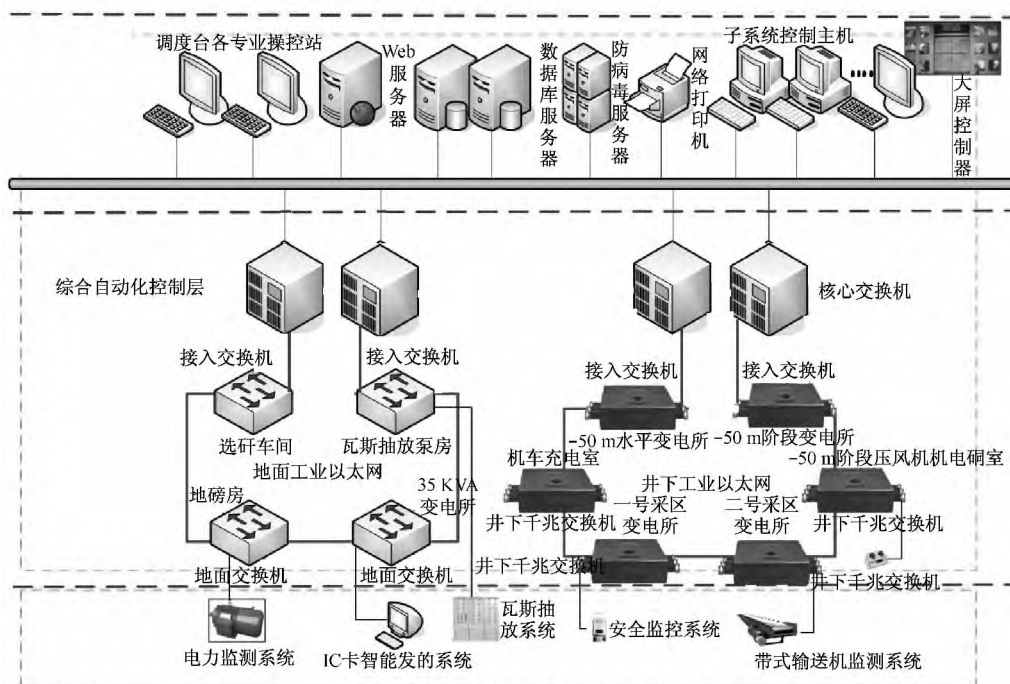 调度台各专业操控站
Web
服务器
数据库服务器
防病毒服务器
网络打印机
子系统控制主机
大屏控制器
综合自动化控制层
核心交换机
接入交换机
接入交换机
接入交换机
接入交换机
选矸车间
瓦斯抽放泵房
-50 m水平变电所
-50 m阶段变电所
地面工业以太网
机车充电室
井下工业以太网
-50 m阶段压风机机电硐室
地磅房
35 KVA
变电所
一号采区
变电所
二号采区
变电所
井下千兆交换机
井下千兆交换机
地面交换机
地面交换机
井下千兆交换机
井下千兆交换机
瓦斯抽
放系统
安全监控系统
电力监测系统
IC卡智能发的系统
带式输送机监测系统